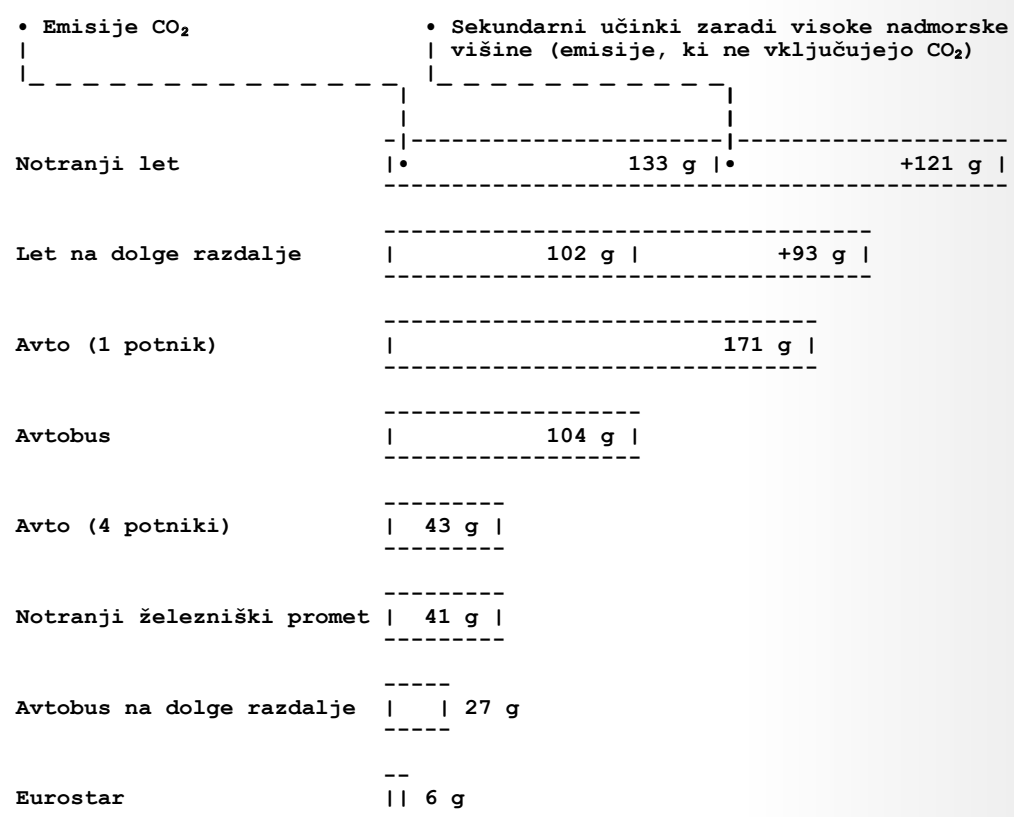 • Emisije CO₂
• Sekundarni učinki zaradi visoke nadmorske
višine (emisije, ki ne vključujejo CO₂)
Notranji let |• 133 g |• +121 g |
Let na dolge razdalje | 102 g | +93 g |
Avto (1 potnik) | 171 g |
Avtobus | 104 g |
Avto (4 potniki) | 43 g |
Notranji železniški promet | 41 g |
Avtobus na dolge razdalje | | 27 g
Eurostar || 6 g